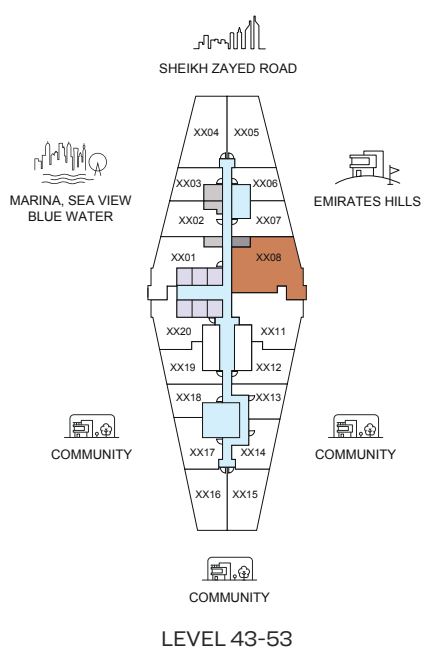 SHEIKH ZAYED ROAD
XX04
XX05
MARINA, SEA VIEW
BLUE WATER
EMIRATES HILLS
XX03
XX06
XX02
XX07
XX01
XX08
XX20
XX11
XX19
XX12
XX18
XX13
COMMUNITY
COMMUNITY
XX17
XX14
XX16
XX15
COMMUNITY
LEVEL 43-53